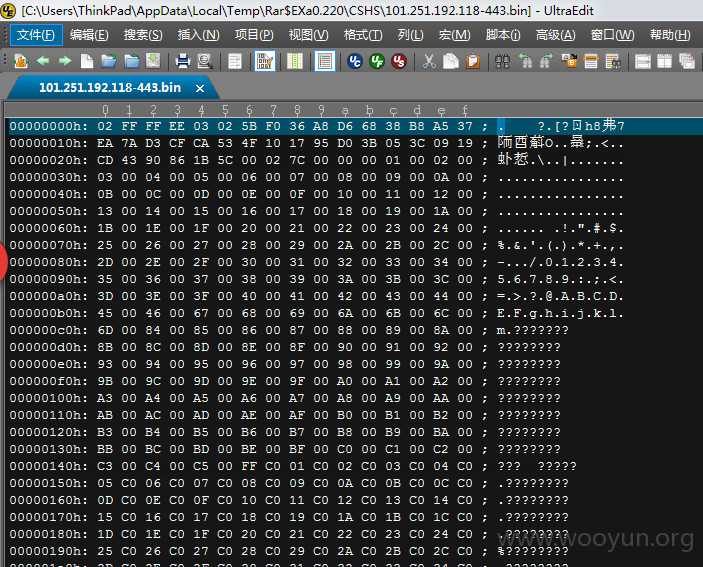 [C:\Users\ThinkPad\AppData\Local\Temp\Rar$EXa0.220\CSHS\101.251.192.118-443.bin] - UltraEdit
文件(F) 编辑(E) 搜索(S) 插入(N) 项目(P) 视图(V) 格式(T) 列(L) 宏(M) 脚本(i) 高级(A) 窗口(W) 帮助(H)
101.251.192.118-443.bin
0 1 2 3 4 5 6 7 8 9 a b c d e f
00000000h: 02 FF FF EE 03 02 5B F0 36 A8 D6 68 38 B8 A5 37 ;
00000010h: EA 7A D3 CF CA 53 4F 10 17 95 D0 3B 05 3C 09 19 ;
00000020h: CD 43 90 86 1B 5C 00 02 7C 00 00 00 01 00 02 00 ; 卦惁.\..|.......
00000030h: 03 00 04 00 05 00 06 00 07 00 08 00 09 00 0A 00 ; ................
00000040h: 0B 00 0C 00 0D 00 0E 00 0F 00 10 00 11 00 12 00 ; ................
00000050h: 13 00 14 00 15 00 16 00 17 00 18 00 19 00 1A 00 ; ................
00000060h: 1B 00 1E 00 1F 00 20 00 21 00 22 00 23 00 24 00 ; ...... .!.".#.$.
00000070h: 25 00 26 00 27 00 28 00 29 00 2A 00 2B 00 2C 00 ; %.&.'.(.).*.+.,.
00000080h: 2D 00 2E 00 2F 00 30 00 31 00 32 00 33 00 34 00 ; -.../.0.1.2.3.4.
00000090h: 35 00 36 00 37 00 38 00 39 00 3A 00 3B 00 3C 00 ; 5.6.7.8.9.:.;.<.
000000a0h: 3D 00 3E 00 3F 00 40 00 41 00 42 00 43 00 44 00 ; =.>.?.@.A.B.C.D.
000000b0h: 45 00 46 00 67 00 68 00 69 00 6A 00 6B 00 6C 00 ; E.F.g.h.i.j.k.l.
000000c0h: 6D 00 84 00 85 00 86 00 87 00 88 00 89 00 8A 00 ; m.???????
000000d0h: 8B 00 8C 00 8D 00 8E 00 8F 00 90 00 91 00 92 00 ; ????????
000000e0h: 93 00 94 00 95 00 96 00 97 00 98 00 99 00 9A 00 ; ????????
000000f0h: 9B 00 9C 00 9D 00 9E 00 9F 00 A0 00 A1 00 A2 00 ; ????????
00000100h: A3 00 A4 00 A5 00 A6 00 A7 00 A8 00 A9 00 AA 00 ; ????????
00000110h: AB 00 AC 00 AD 00 AE 00 AF 00 B0 00 B1 00 B2 00 ; ????????
00000120h: B3 00 B4 00 B5 00 B6 00 B7 00 B8 00 B9 00 BA 00 ; ????????
00000130h: BB 00 BC 00 BD 00 BE 00 BF 00 C0 00 C1 00 C2 00 ; ????????
00000140h: C3 00 C4 00 C5 00 FF C0 01 C0 02 C0 03 C0 04 C0 ; ??? ?????
00000150h: 05 C0 06 C0 07 C0 08 C0 09 C0 0A C0 0B C0 0C C0 ; .????????
00000160h: 0D C0 0E C0 0F C0 10 C0 11 C0 12 C0 13 C0 14 C0 ; .????????
00000170h: 15 C0 16 C0 17 C0 18 C0 19 C0 1A C0 1B C0 1C C0 ; .????????
00000180h: 1D C0 1E C0 1F C0 20 C0 21 C0 22 C0 23 C0 24 C0 ; .????????
00000190h: 25 C0 26 C0 27 C0 28 C0 29 C0 2A C0 2B C0 2C C0 ; %????????
www.wooyun.org